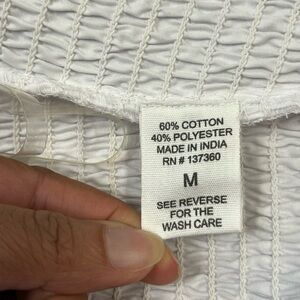 60% COTTON
40% POLYESTER
MADE IN INDIA
RN # 137360
M
SEE REVERSE
FOR THE
WASH CARE